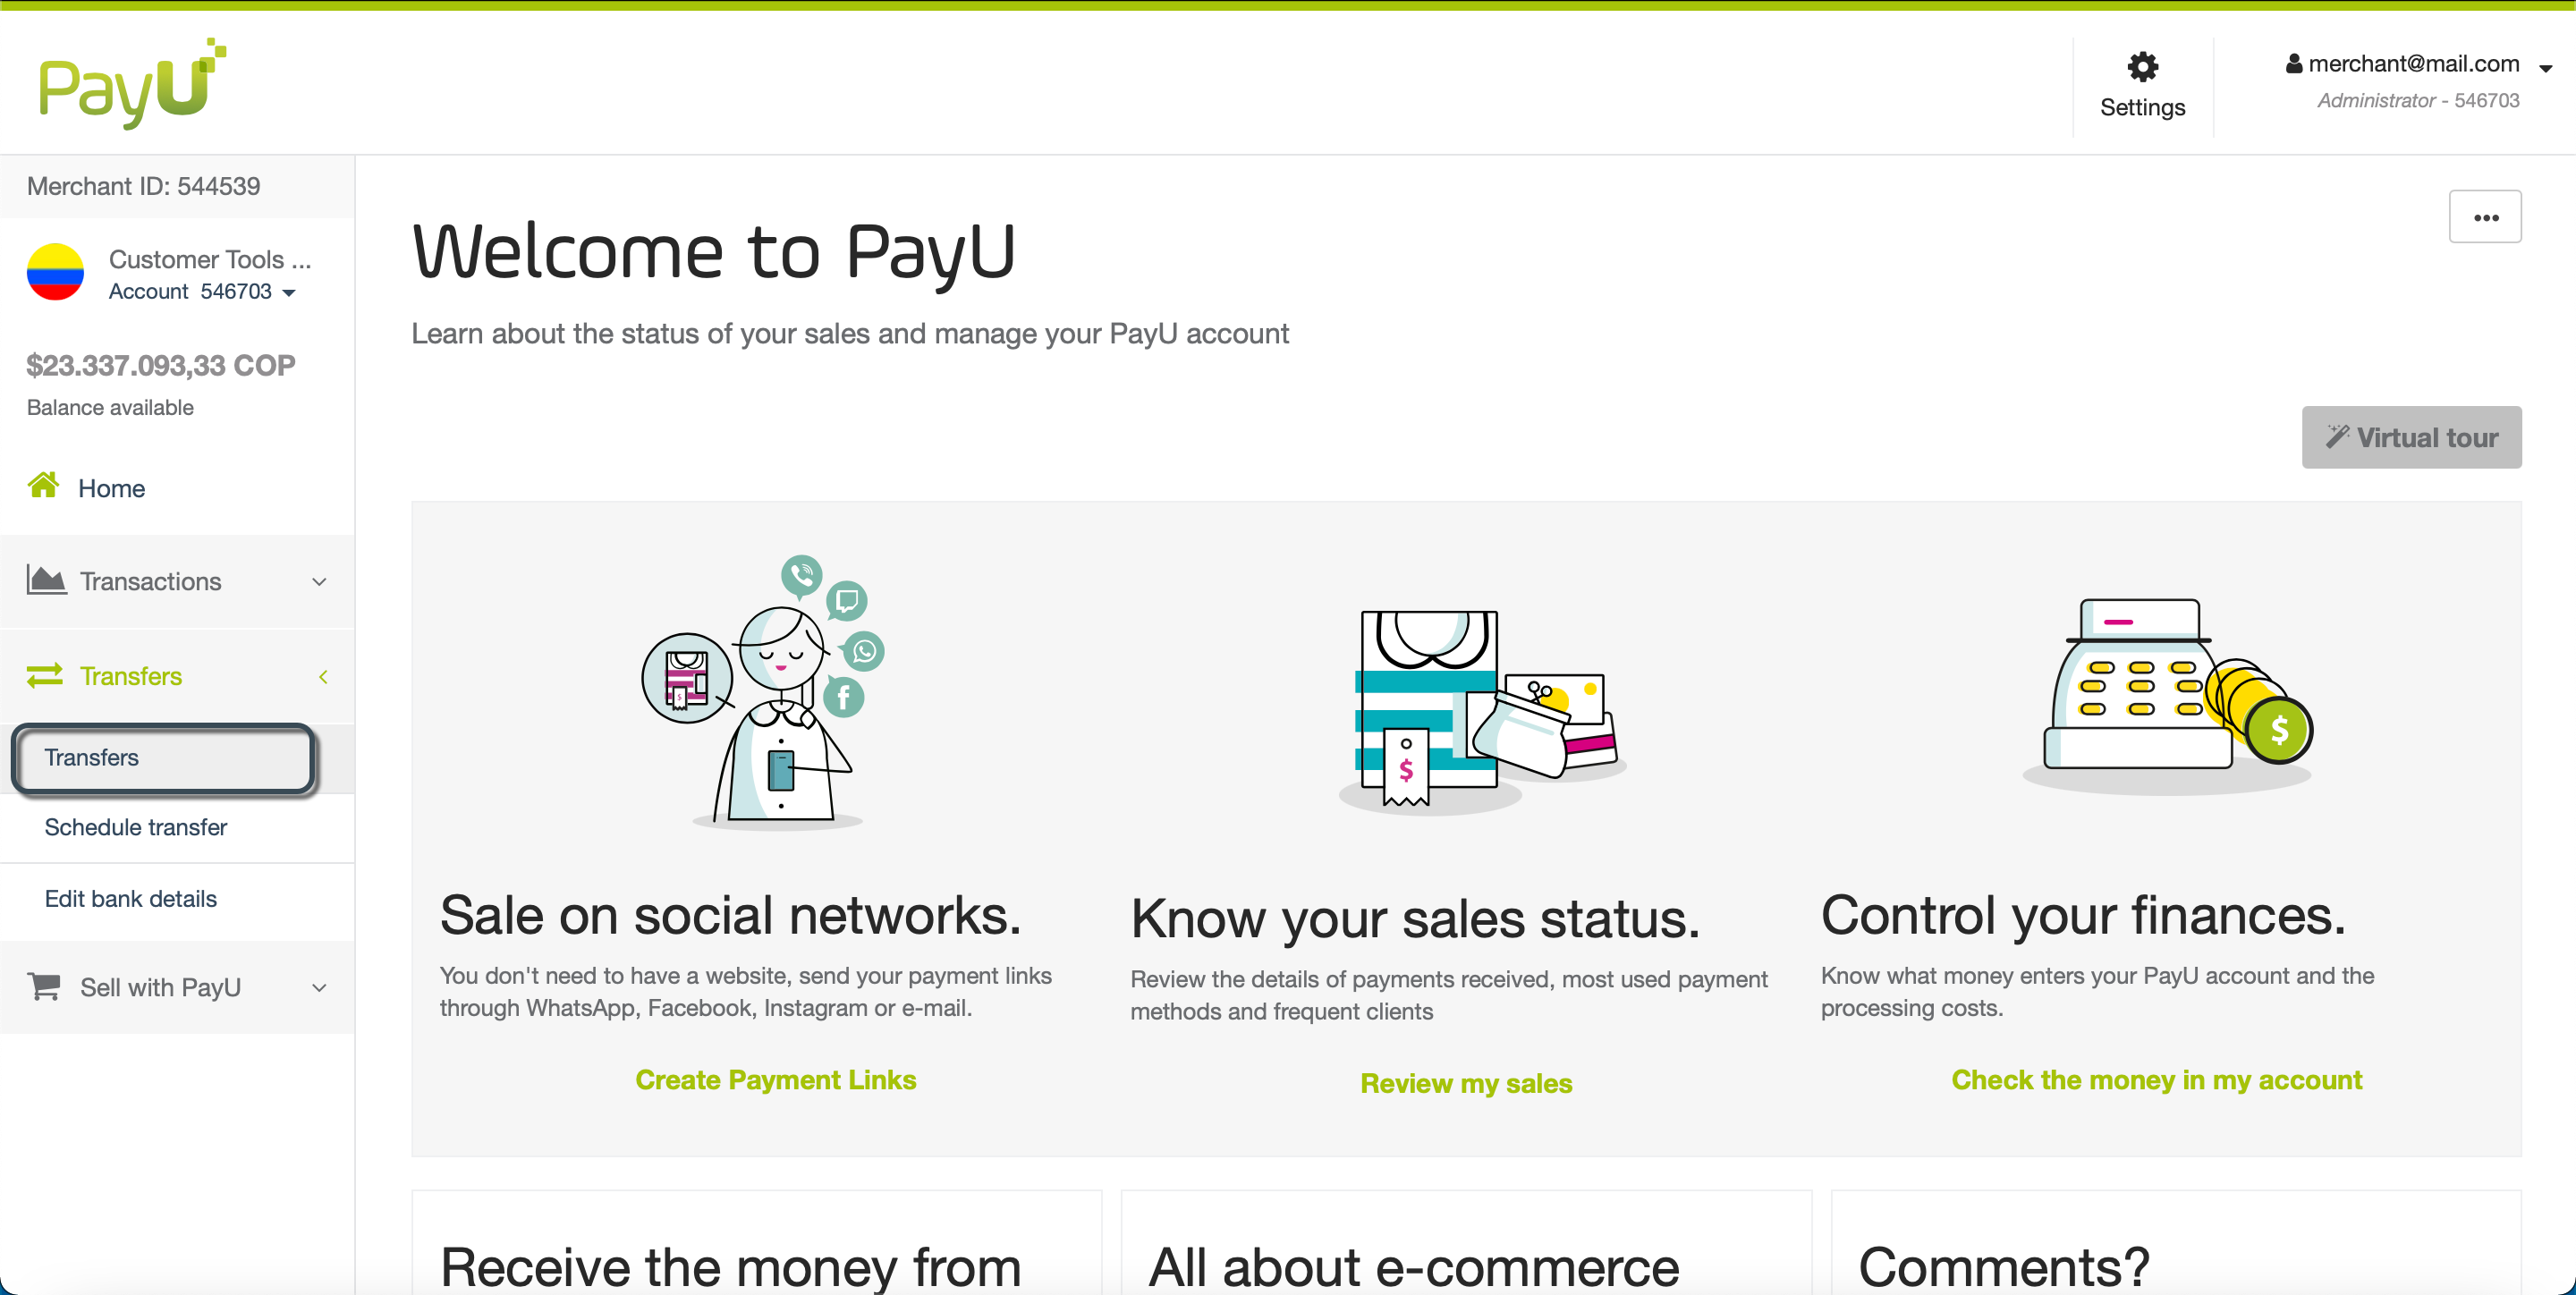 PayU
Settings
merchant@mail.com
Administrator - 546703
Merchant ID: 544539
Customer Tools ...
Account 546703
$23.337.093,33 COP
Balance available
Home
Transactions
Transfers
Transfers
Schedule transfer
Edit bank details
Sell with PayU
Welcome to PayU
Learn about the status of your sales and manage your PayU account
Virtual tour
Sale on social networks.
You don't need to have a website, send your payment links
through WhatsApp, Facebook, Instagram or e-mail.
Create Payment Links
Know your sales status.
Review the details of payments received, most used payment
methods and frequent clients
Review my sales
Control your finances.
Know what money enters your PayU account and the
processing costs.
Check the money in my account
Receive the money from
All about e-commerce
Comments?